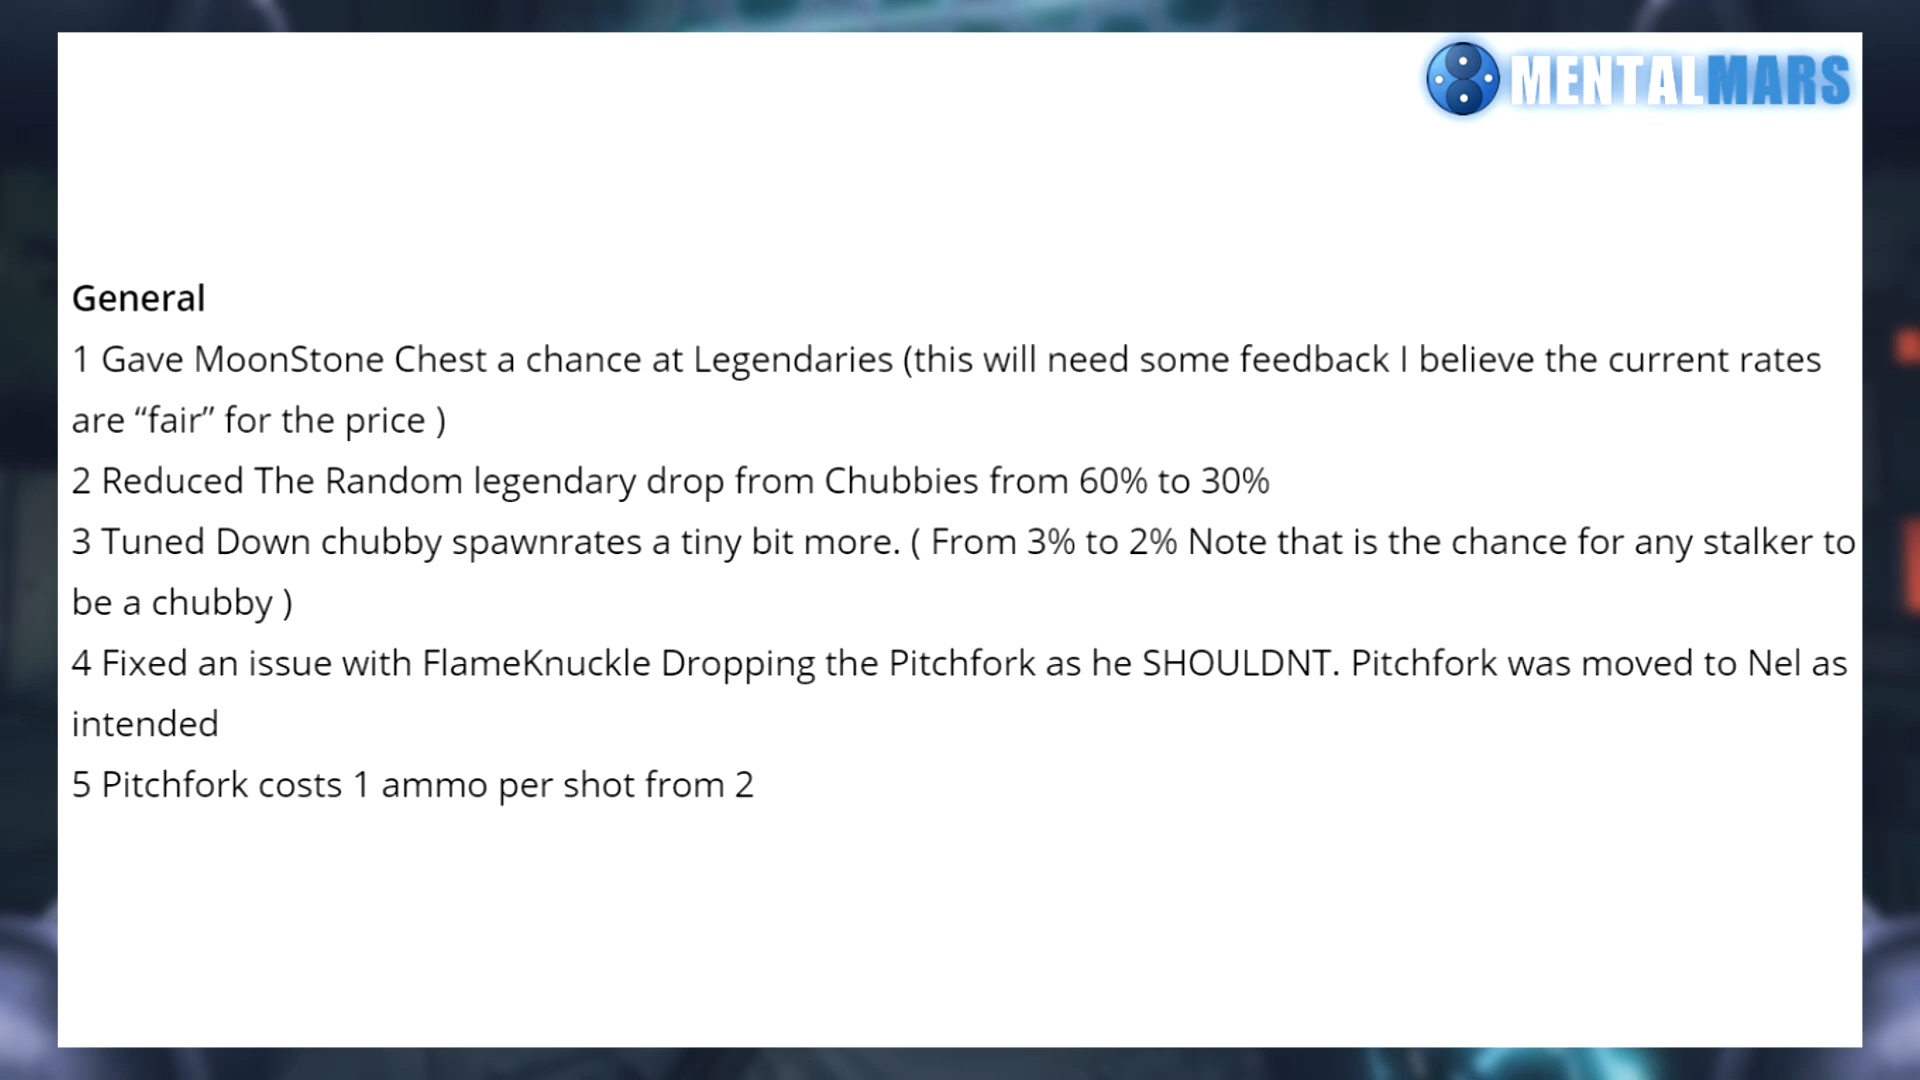 MENTALMARS
General
1 Gave MoonStone Chest a chance at Legendaries (this will need some feedback I believe the current rates
are “fair” for the price )
2 Reduced The Random legendary drop from Chubbies from 60% to 30%
3 Tuned Down chubby spawnrates a tiny bit more. ( From 3% to 2% Note that is the chance for any stalker to
be a chubby )
4 Fixed an issue with FlameKnuckle Dropping the Pitchfork as he SHOULDNT. Pitchfork was moved to Nel as
intended
5 Pitchfork costs 1 ammo per shot from 2